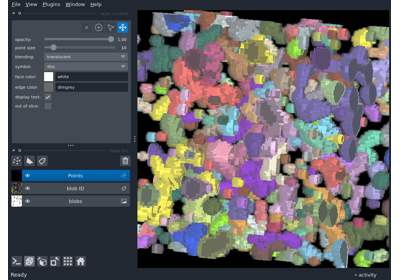 File View Plugins Window Help
opacity: 1.00
point size: 10
blending: translucent
symbol: disc
face color: white
edge color: dimgrey
display text:
out of slice:
Points
blob ID
blobs
Ready
activity